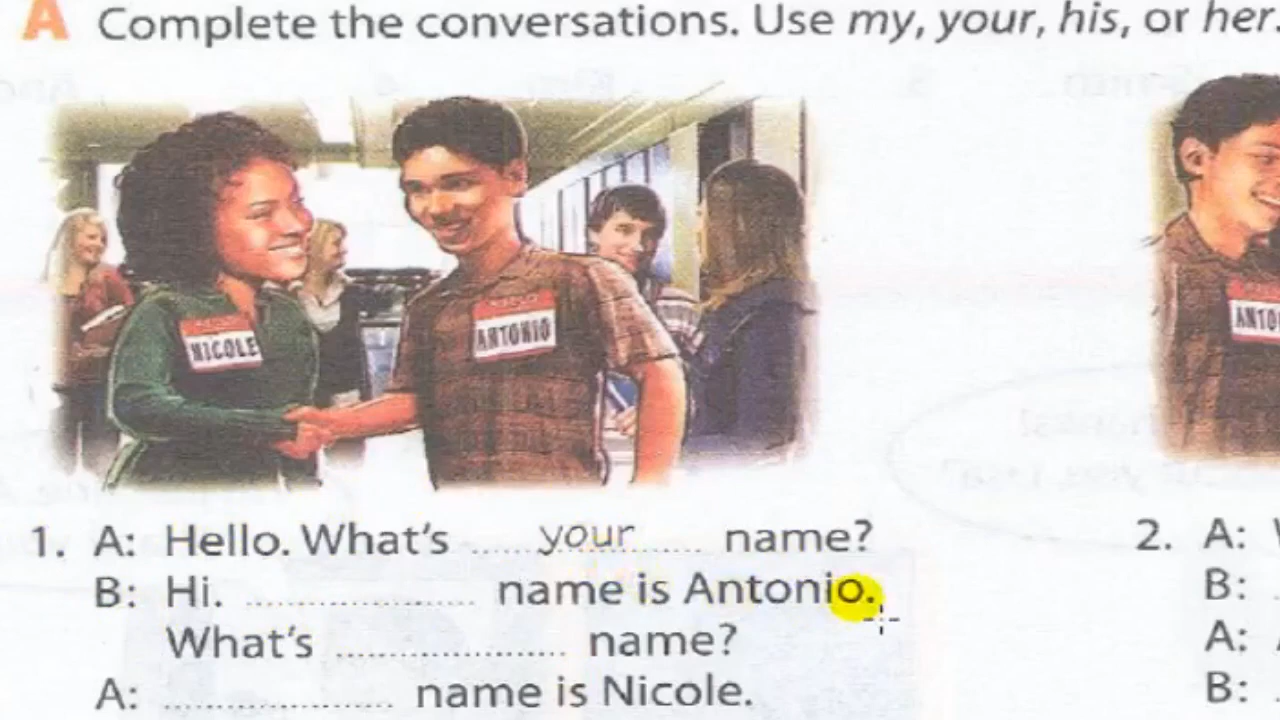 A Complete the conversations. Use my, your, his, or her.
NICOLE
ANTONIO
1. A: Hello. What's your name?
B: Hi. .................... name is Antonio.
What's .................... name?
A: .................... name is Nicole.
2. A:
B:
A:
B: